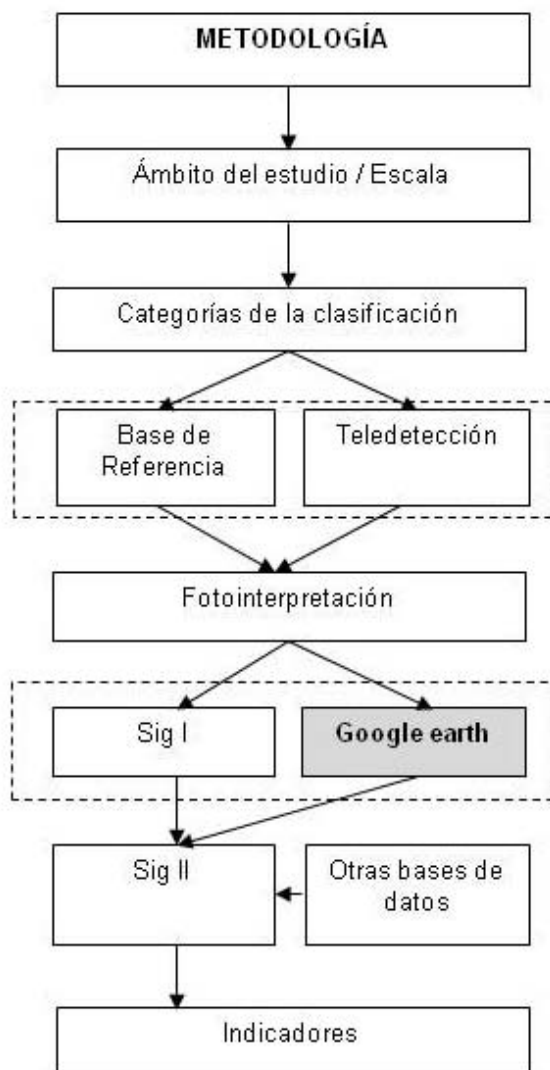 METODOLOGÍA
Ámbito del estudio / Escala
Categorías de la clasificación
Base de
Referencia
Teledetección
Fotointerpretación
Sig I
Google earth
Sig II
Otras bases de
datos
Indicadores